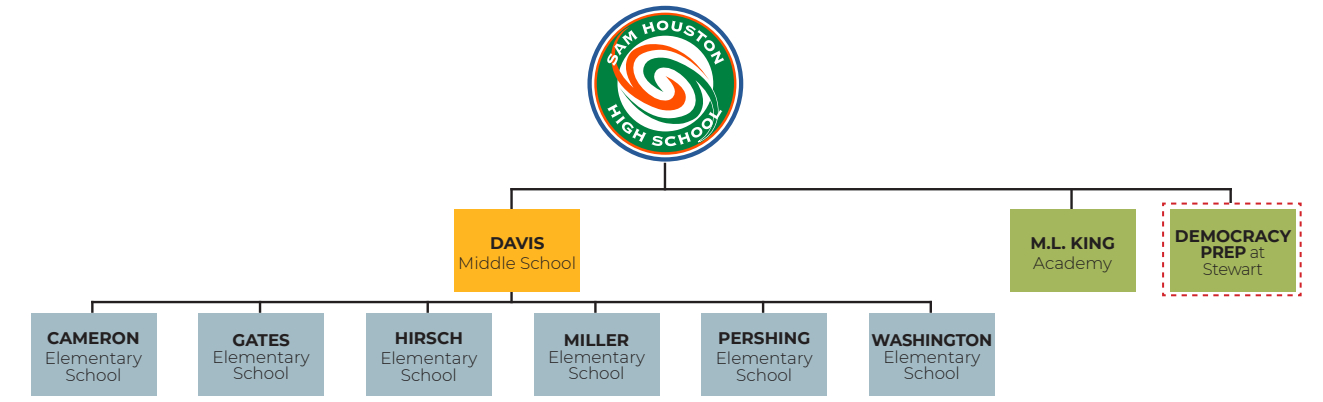 SAM HOUSTON
HIGH SCHOOL
DAVIS
Middle School
M.L. KING
Academy
DEMOCRACY
PREP at
Stewart
CAMERON
Elementary
School
GATES
Elementary
School
HIRSCH
Elementary
School
MILLER
Elementary
School
PERSHING
Elementary
School
WASHINGTON
Elementary
School